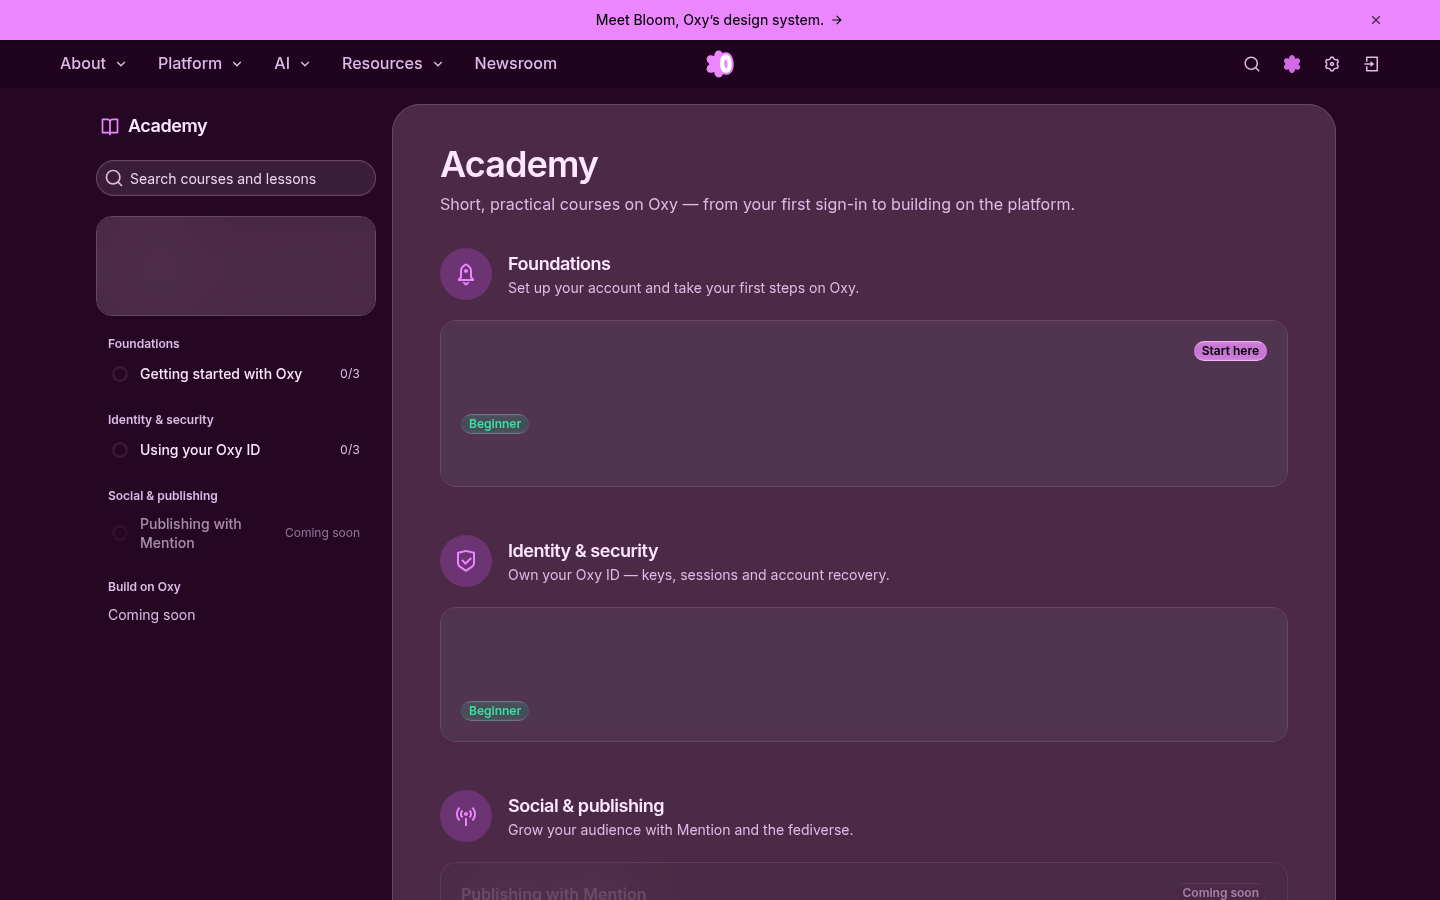 Meet Bloom, Oxy's design system. →
About
Platform
AI
Resources
Newsroom
Academy
Search courses and lessons
Foundations
Getting started with Oxy 0/3
Identity & security
Using your Oxy ID 0/3
Social & publishing
Publishing with
Mention
Coming soon
Build on Oxy
Coming soon
Academy
Short, practical courses on Oxy — from your first sign-in to building on the platform.
Foundations
Set up your account and take your first steps on Oxy.
Start here
Beginner
Identity & security
Own your Oxy ID — keys, sessions and account recovery.
Beginner
Social & publishing
Grow your audience with Mention and the fediverse.
Publishing with Mention
Coming soon